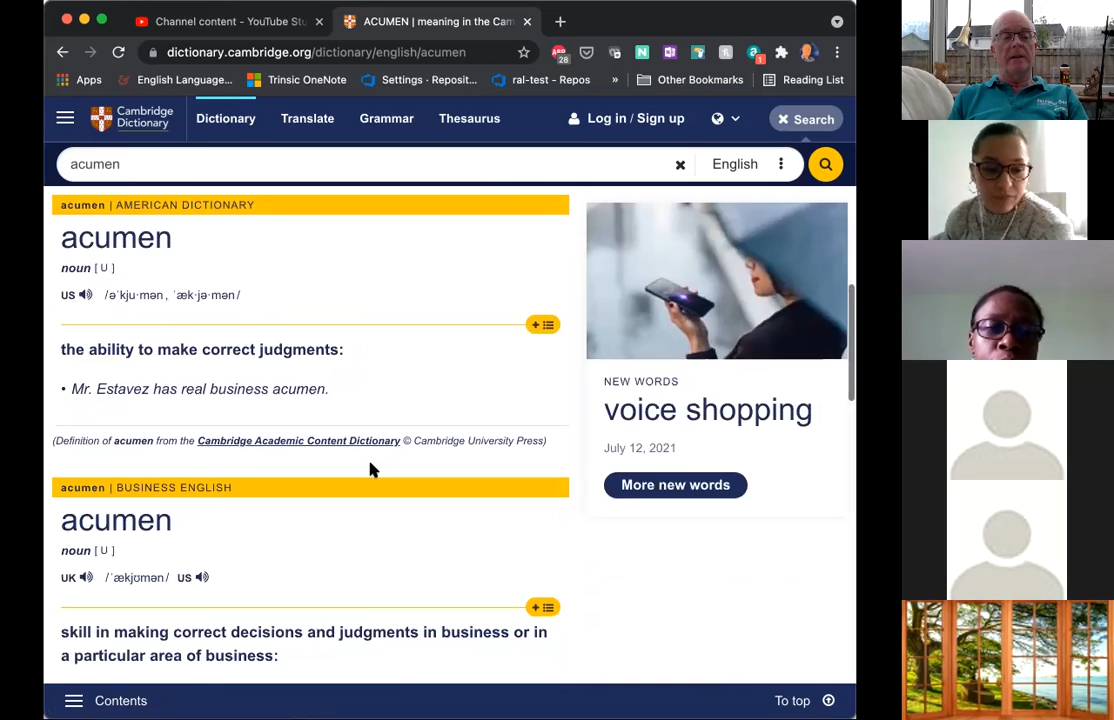 Channel content - YouTube Stu
ACUMEN | meaning in the Cam
dictionary.cambridge.org/dictionary/english/acumen
28
1
Apps
English Language...
Trinsic OneNote
Settings · Reposit...
ral-test - Repos
»
Other Bookmarks
Reading List
Cambridge
Dictionary
Dictionary
Translate
Grammar
Thesaurus
Log in / Sign up
Search
acumen
English
acumen | AMERICAN DICTIONARY
acumen
noun [ U ]
US /əˈkju·mən, ˈæk·jə·mən/
the ability to make correct judgments:
• Mr. Estavez has real business acumen.
(Definition of acumen from the Cambridge Academic Content Dictionary © Cambridge University Press)
acumen | BUSINESS ENGLISH
acumen
noun [ U ]
UK /ˈækjʊmən/ US
skill in making correct decisions and judgments in business or in
a particular area of business:
NEW WORDS
voice shopping
July 12, 2021
More new words
Contents
To top